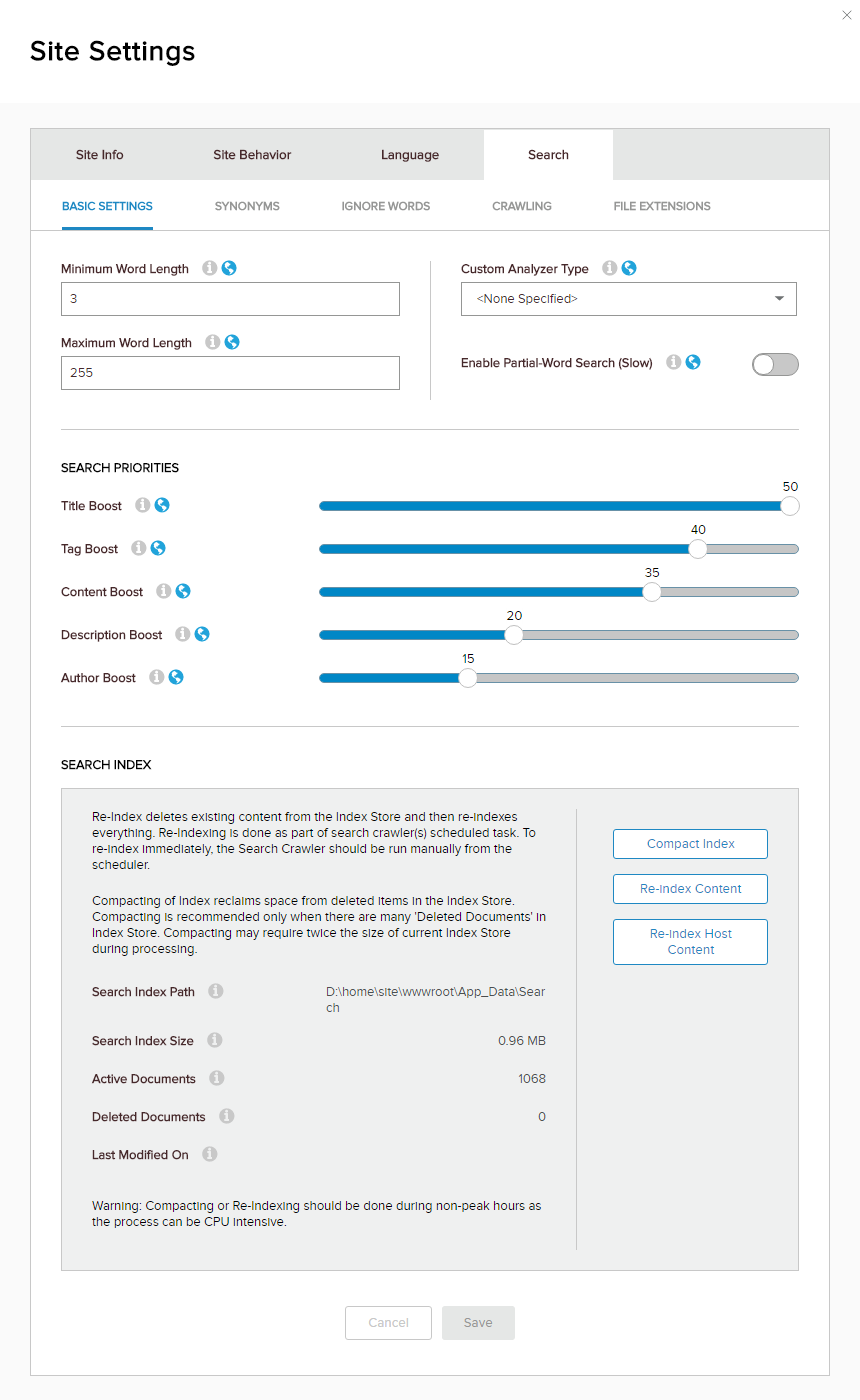 Site Settings
Site Info
Site Behavior
Language
Search
BASIC SETTINGS
SYNONYMS
IGNORE WORDS
CRAWLING
FILE EXTENSIONS
Minimum Word Length
3
Maximum Word Length
255
Custom Analyzer Type
<None Specified>
Enable Partial-Word Search (Slow)
SEARCH PRIORITIES
Title Boost
50
Tag Boost
40
Content Boost
35
Description Boost
20
Author Boost
15
SEARCH INDEX
Re-Index deletes existing content from the Index Store and then re-indexes
everything. Re-Indexing is done as part of search crawler(s) scheduled task. To
re-index immediately, the Search Crawler should be run manually from the
scheduler.
Compacting of Index reclaims space from deleted items in the Index Store.
Compacting is recommended only when there are many 'Deleted Documents' in
Index Store. Compacting may require twice the size of current Index Store
during processing.
Search Index Path
D:\home\site\wwwroot\App_Data\Sear
ch
Search Index Size
0.96 MB
Active Documents
1068
Deleted Documents
0
Last Modified On
Warning: Compacting or Re-Indexing should be done during non-peak hours as
the process can be CPU intensive.
Compact Index
Re-index Content
Re-index Host
Content
Cancel
Save